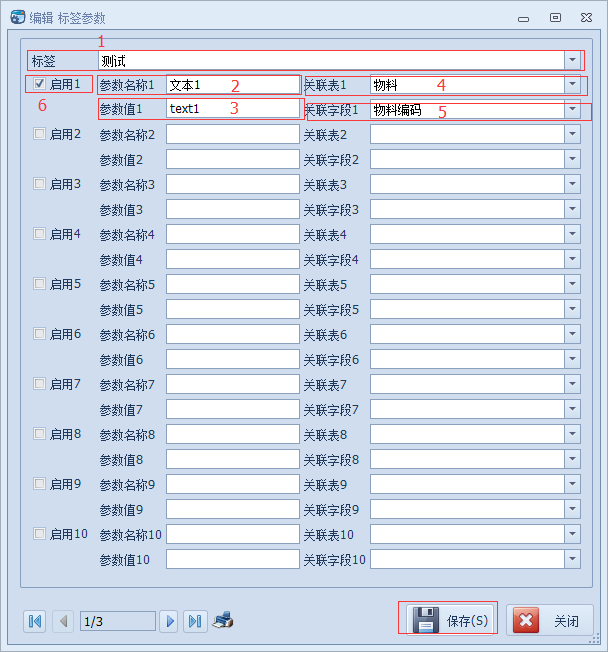 编辑 标签参数
1
标签 测试
启用1 参数名称1 文本1 2 关联表1 物料 4
6 参数值1 text1 3 关联字段1 物料编码 5
启用2 参数名称2 关联表2
参数值2 关联字段2
启用3 参数名称3 关联表3
参数值3 关联字段3
启用4 参数名称4 关联表4
参数值4 关联字段4
启用5 参数名称5 关联表5
参数值5 关联字段5
启用6 参数名称6 关联表6
参数值6 关联字段6
启用7 参数名称7 关联表7
参数值7 关联字段7
启用8 参数名称8 关联表8
参数值8 关联字段8
启用9 参数名称9 关联表9
参数值9 关联字段9
启用10 参数名称10 关联表10
参数值10 关联字段10
1/3 保存(S) 关闭